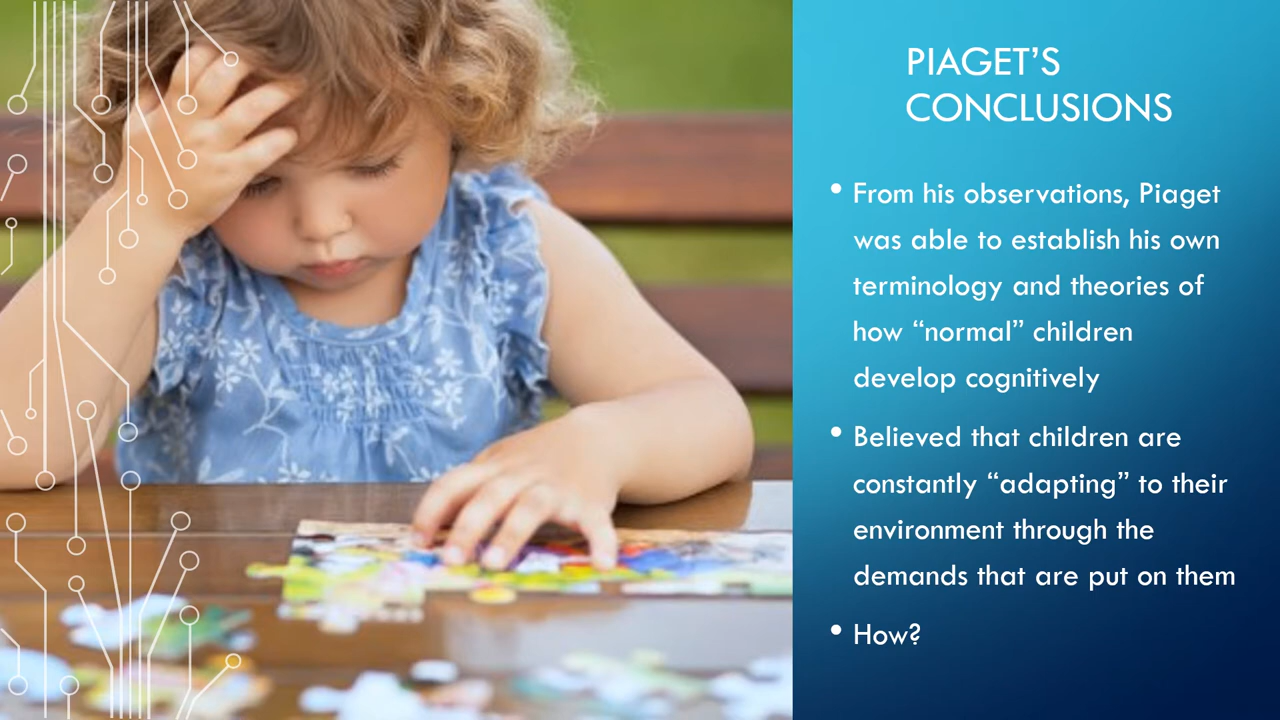 PIAGET’S
CONCLUSIONS
• From his observations, Piaget
was able to establish his own
terminology and theories of
how “normal” children
develop cognitively
• Believed that children are
constantly “adapting” to their
environment through the
demands that are put on them
• How?